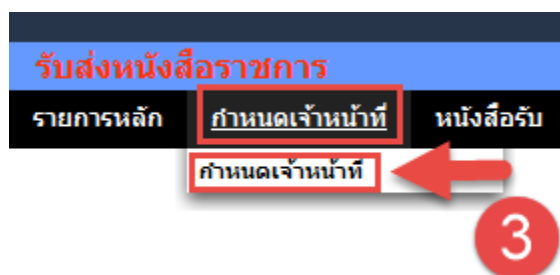 รับส่งหนังสือราชการ
รายการหลัก กำหนดเจ้าหน้าที่ หนังสือรับ
กำหนดเจ้าหน้าที่
3